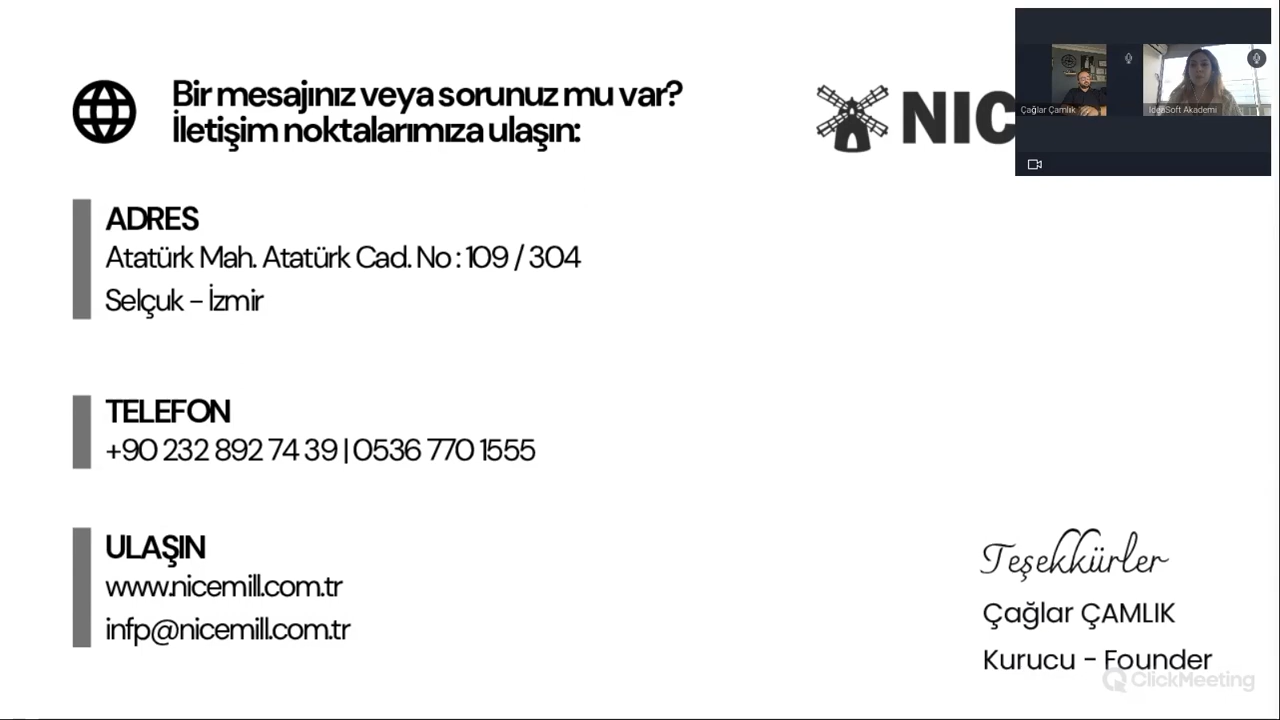 Bir mesajınız veya sorunuz mu var?
İletişim noktalarımıza ulaşın:
NIC
Çağlar Çamlık
IdeaSoft Akademi
ADRES
Atatürk Mah. Atatürk Cad. No : 109 / 304
Selçuk – İzmir
TELEFON
+90 232 892 74 39 | 0536 770 1555
ULAŞIN
www.nicemill.com.tr
infp@nicemill.com.tr
Teşekkürler
Çağlar ÇAMLIK
Kurucu - Founder
ClickMeeting